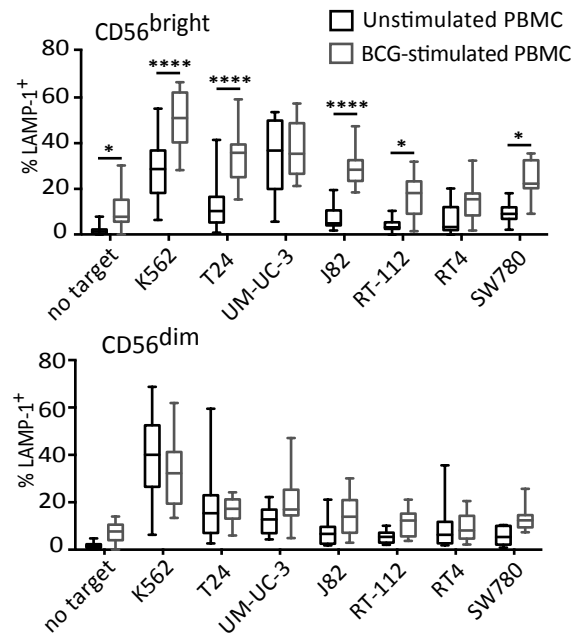 CD56bright
Unstimulated PBMC
BCG-stimulated PBMC
% LAMP-1+
80
60
40
20
0
*
****
****
****
*
*
no target
K562
T24
UM-UC-3
J82
RT-112
RT4
SW780
CD56dim
% LAMP-1+
80
60
40
20
0
no target
K562
T24
UM-UC-3
J82
RT-112
RT4
SW780